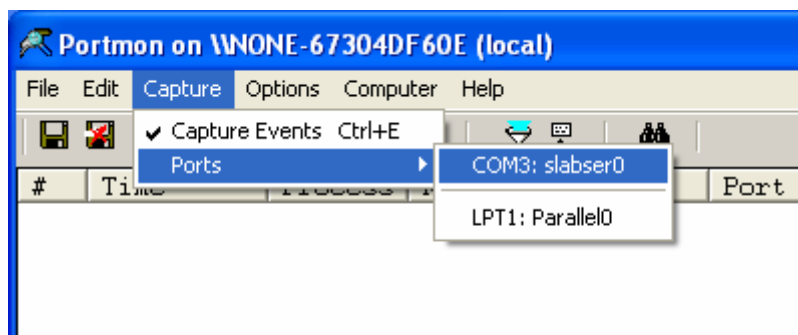 Portmon on \\NONE-67304DF60E (local)
File Edit Capture Options Computer Help
Capture Events Ctrl+E
Ports
COM3: slabser0
LPT1: Parallel0
# Port